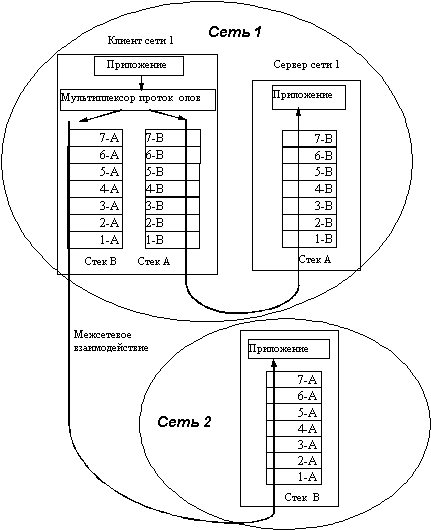 Сеть 1
Клиент сети 1
Приложение
Мультиплексор проток олов
7-A 7-B
6-A 6-B
5-A 5-B
4-A 4-B
3-A 3-B
2-A 2-B
1-A 1-B
Стек B Стек A
Сервер сети 1
Приложение
7-B
6-B
5-B
4-B
3-B
2-B
1-B
Стек A
Межсетевое
взаимодействие
Сеть 2
Приложение
7-A
6-A
5-A
4-A
3-A
2-A
1-A
Стек B